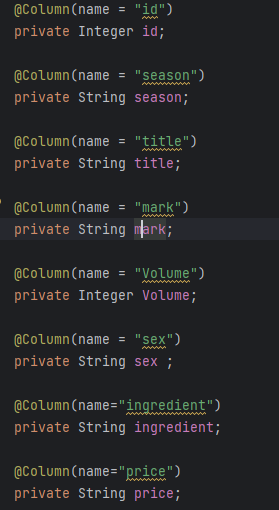 @Column(name = "id")
private Integer id;
@Column(name = "season")
private String season;
@Column(name = "title")
private String title;
@Column(name = "mark")
private String mark;
@Column(name = "Volume")
private Integer Volume;
@Column(name = "sex")
private String sex ;
@Column(name="ingredient")
private String ingredient;
@Column(name="price")
private String price;